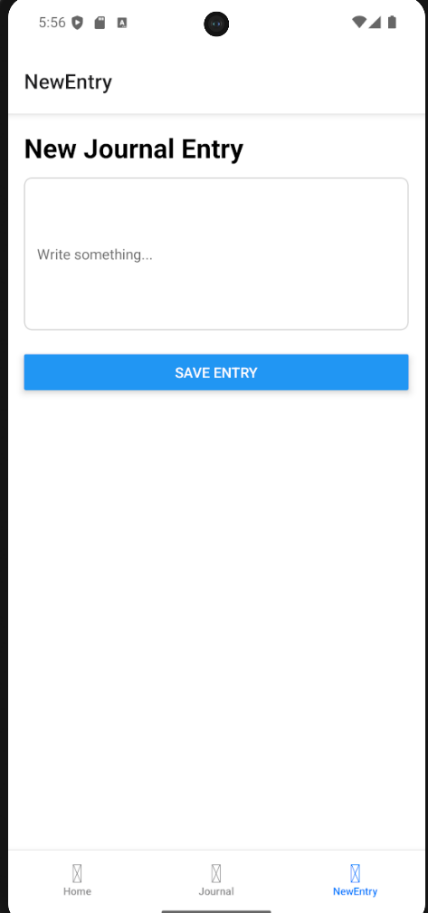 5:56
NewEntry
New Journal Entry
Write something...
SAVE ENTRY
Home
Journal
NewEntry